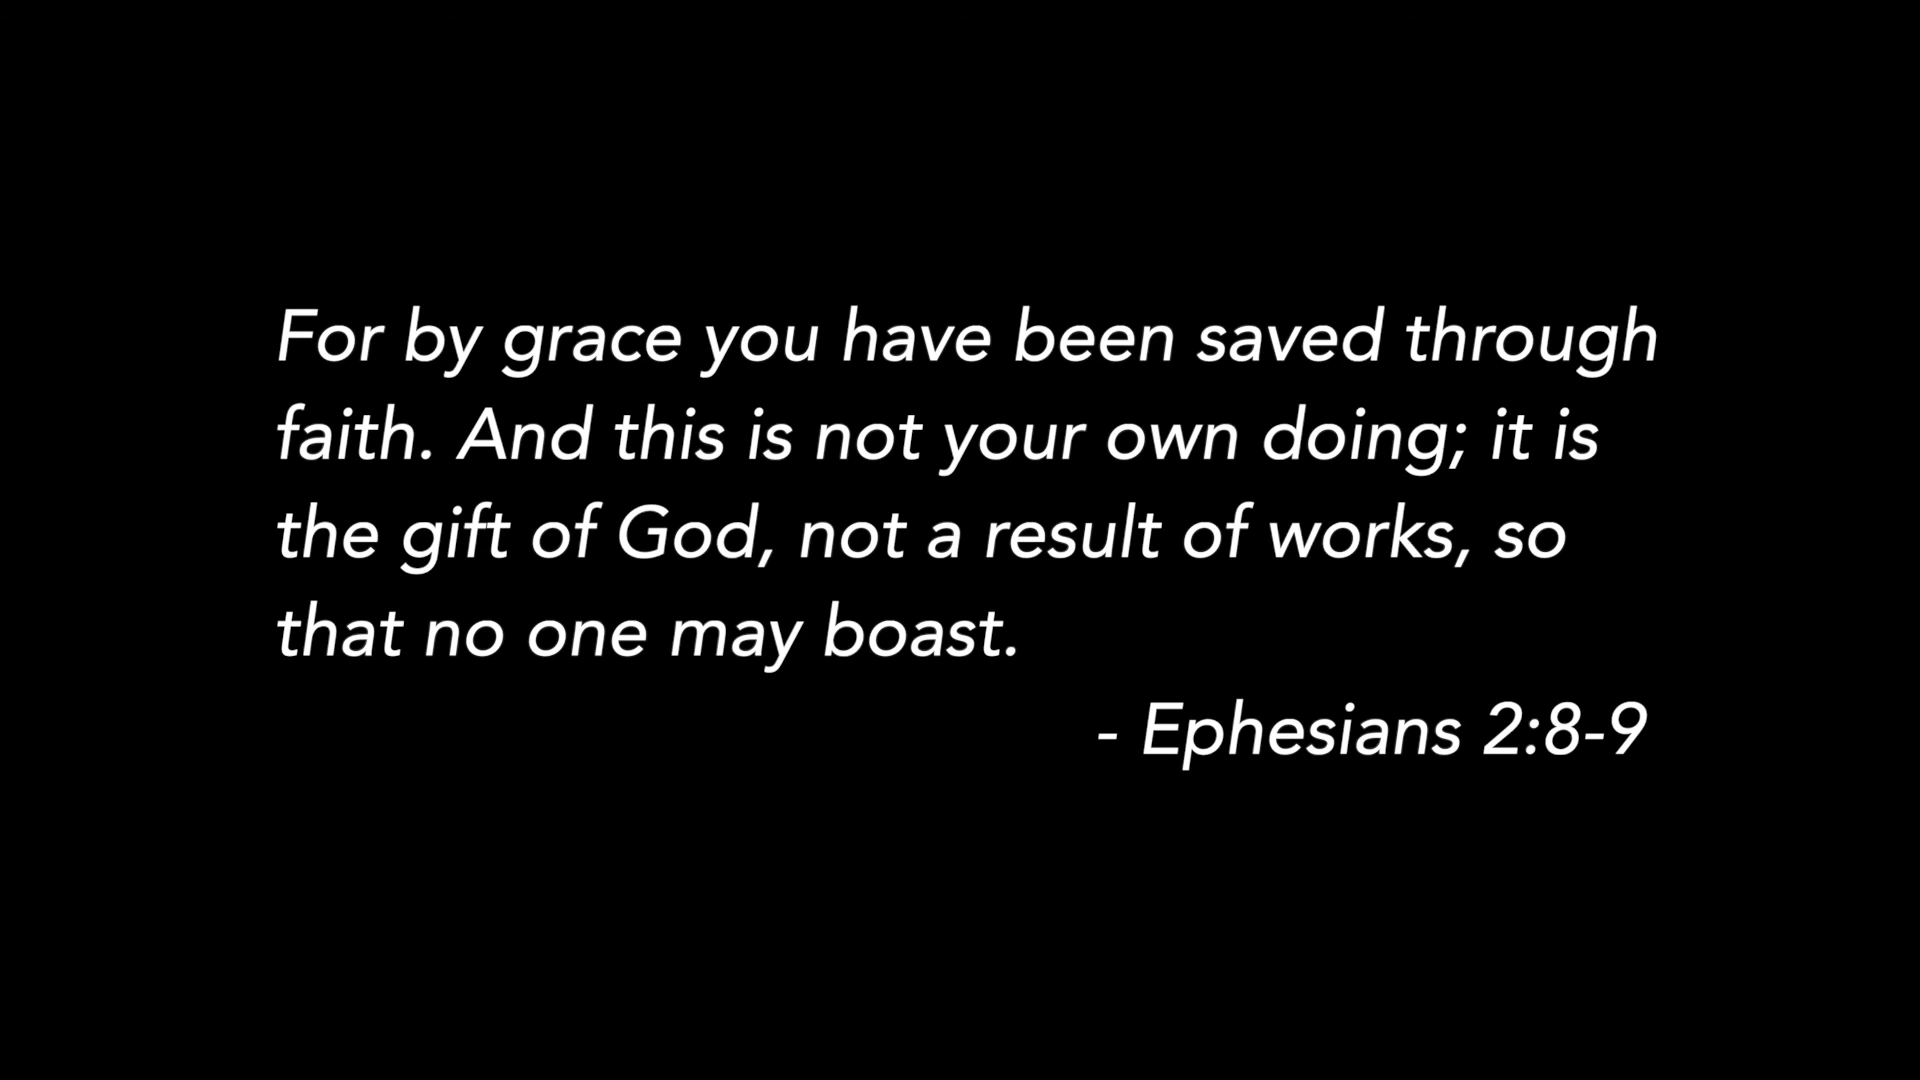 For by grace you have been saved through
faith. And this is not your own doing; it is
the gift of God, not a result of works, so
that no one may boast.
- Ephesians 2:8-9